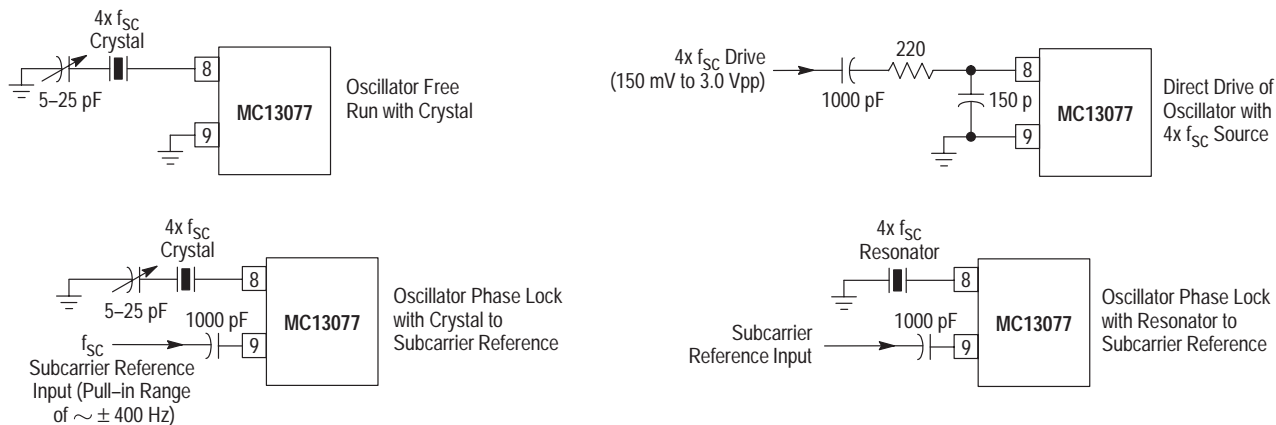 4x fSC
Crystal
5–25 pF
8
9
MC13077
Oscillator Free
Run with Crystal
4x fSC Drive
(150 mV to 3.0 Vpp)
1000 pF
220
150 p
8
9
MC13077
Direct Drive of
Oscillator with
4x fSC Source
4x fSC
Crystal
5–25 pF
1000 pF
fSC
Subcarrier Reference
Input (Pull–in Range
of ∼ ± 400 Hz)
8
9
MC13077
Oscillator Phase Lock
with Crystal to
Subcarrier Reference
4x fSC
Resonator
1000 pF
Subcarrier
Reference Input
8
9
MC13077
Oscillator Phase Lock
with Resonator to
Subcarrier Reference